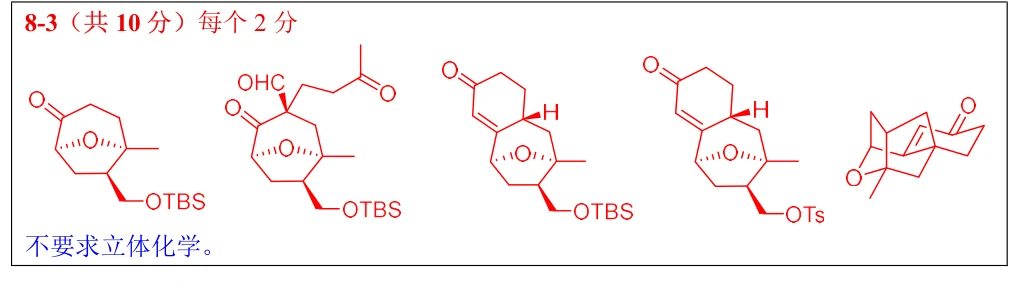 8-3（共 10 分）每个 2 分
O O OTBS
OHC O O O OTBS
O H O OTBS
O H O OTs
O O
不要求立体化学。